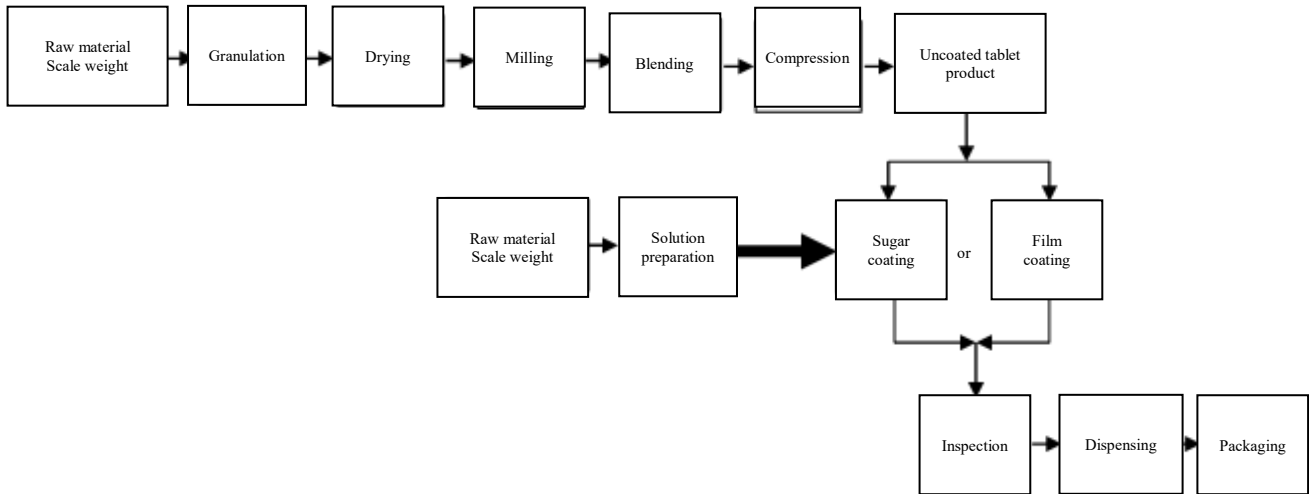 Raw material
Scale weight
Granulation
Drying
Milling
Blending
Compression
Uncoated tablet
product
Raw material
Scale weight
Solution
preparation
Sugar
coating
or
Film
coating
Inspection
Dispensing
Packaging